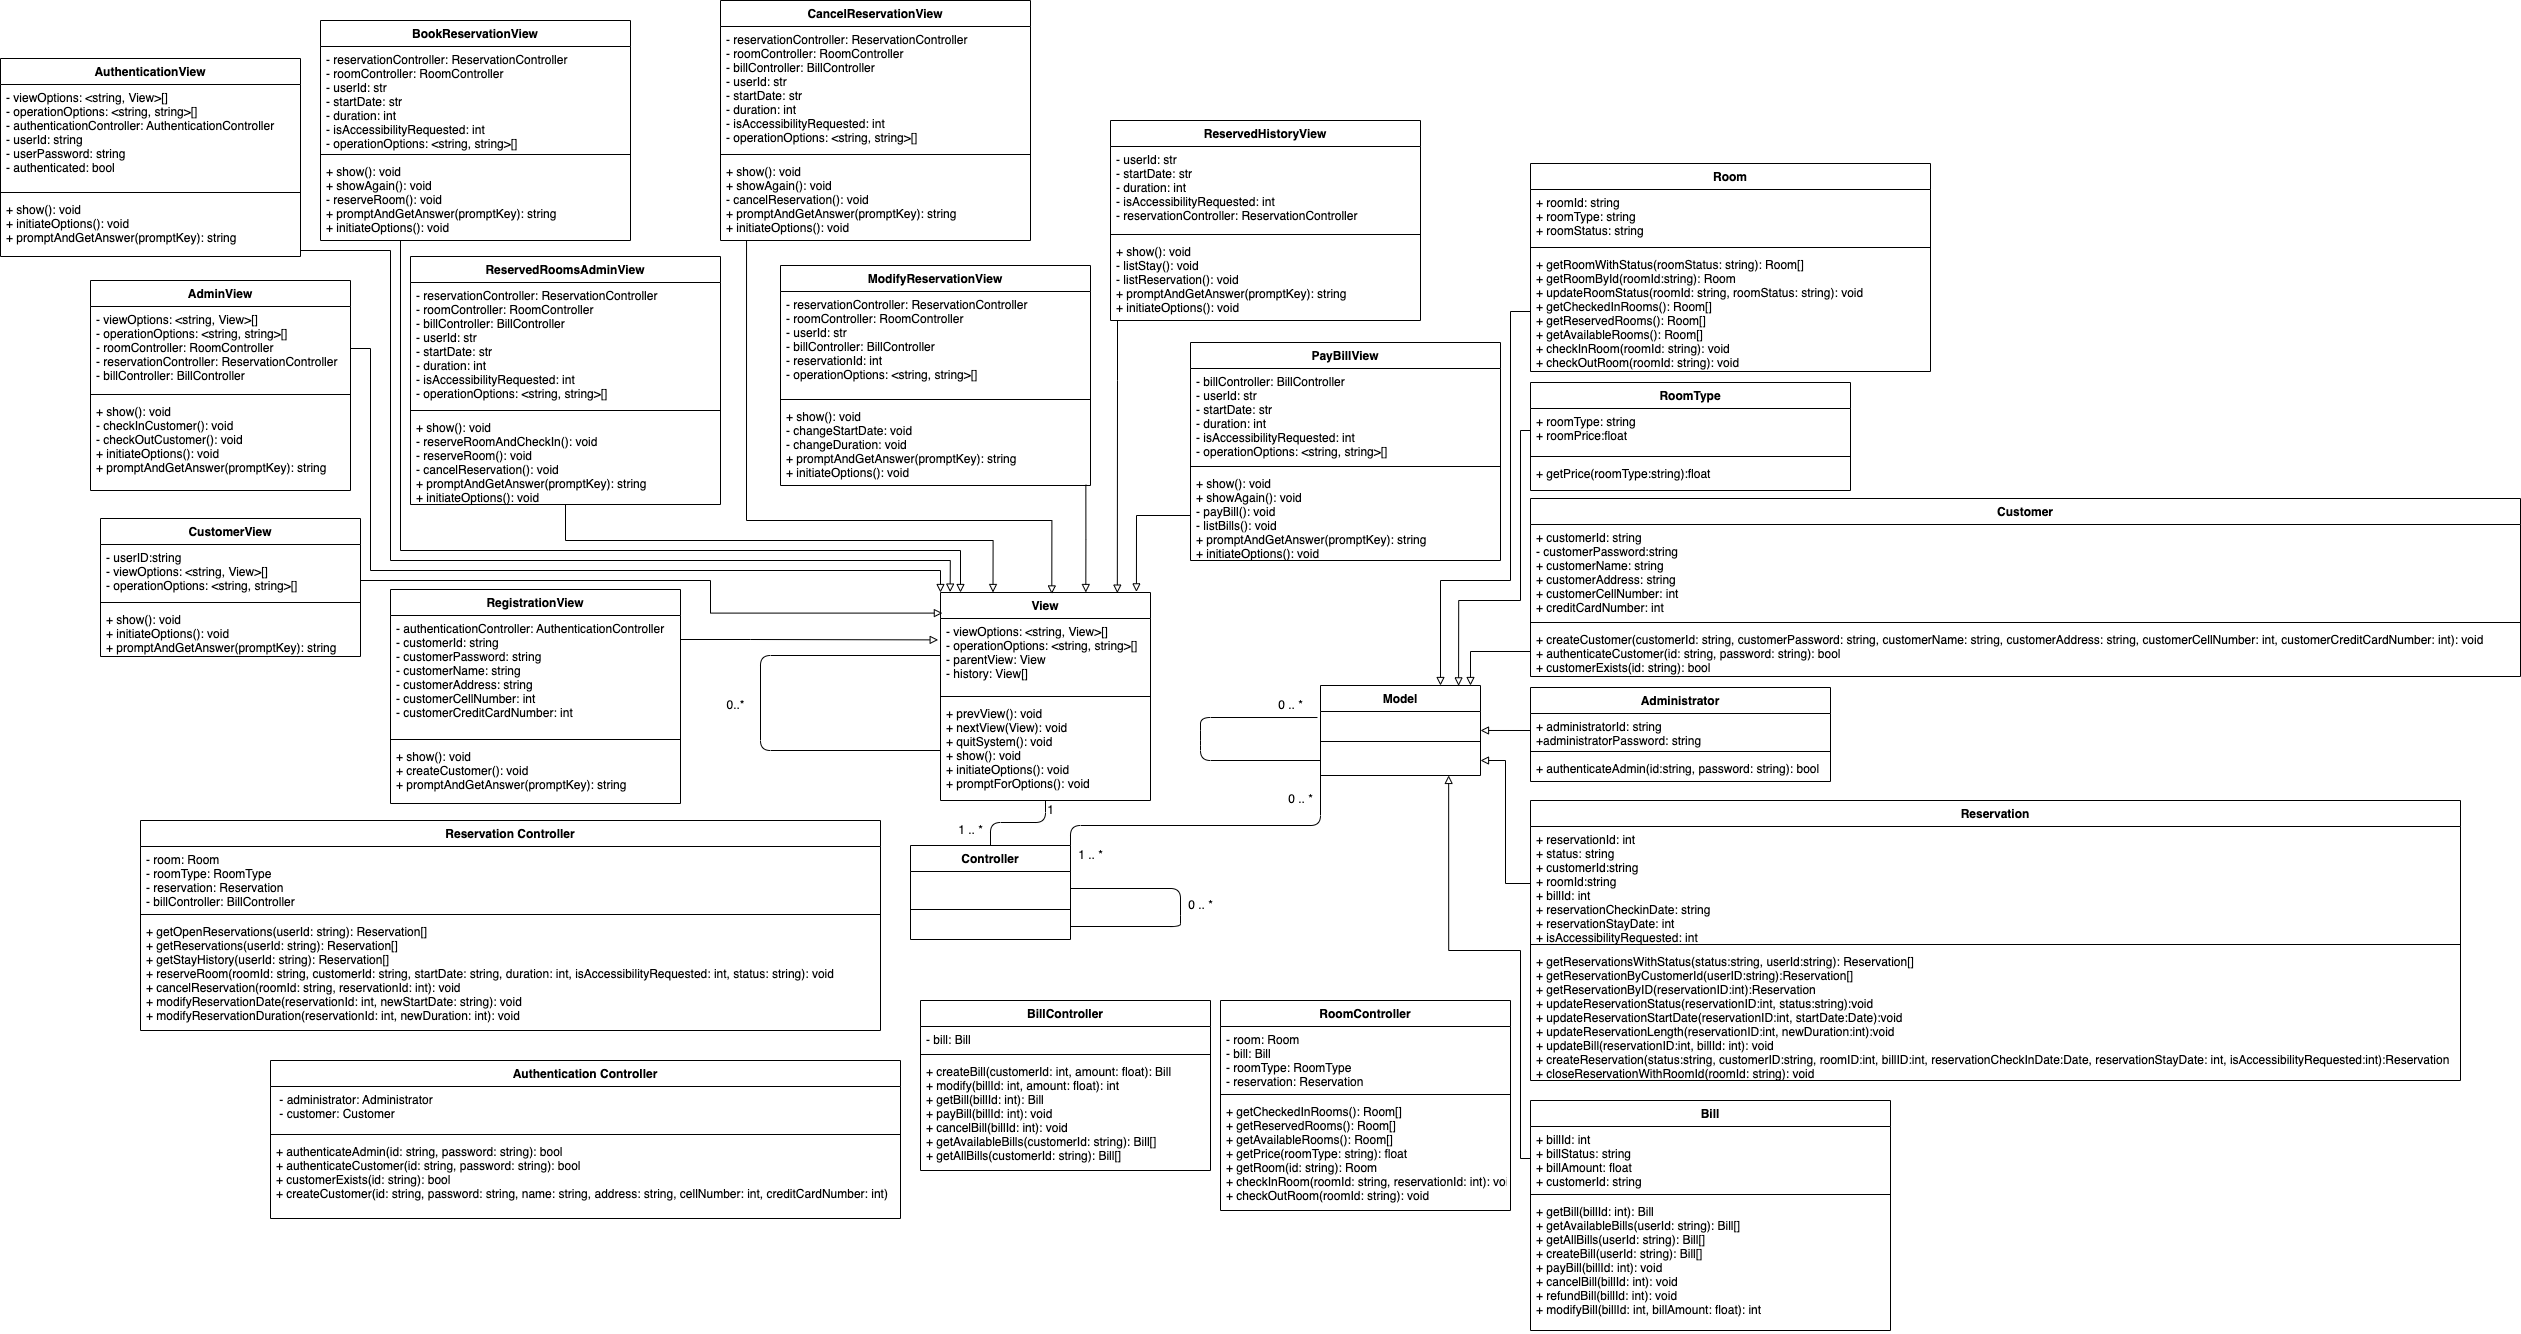 CancelReservationView
- reservationController: ReservationController
- roomController: RoomController
- billController: BillController
- userId: str
- startDate: str
- duration: int
- isAccessibilityRequested: int
- operationOptions: <string, string>[]
+ show(): void
+ showAgain(): void
- cancelReservation(): void
+ promptAndGetAnswer(promptKey): string
+ initiateOptions(): void
BookReservationView
- reservationController: ReservationController
- roomController: RoomController
- userId: str
- startDate: str
- duration: int
- isAccessibilityRequested: int
- operationOptions: <string, string>[]
+ show(): void
+ showAgain(): void
- reserveRoom(): void
+ promptAndGetAnswer(promptKey): string
+ initiateOptions(): void
AuthenticationView
- viewOptions: <string, View>[]
- operationOptions: <string, string>[]
- authenticationController: AuthenticationController
- userId: string
- userPassword: string
- authenticated: bool
+ show(): void
+ initiateOptions(): void
+ promptAndGetAnswer(promptKey): string
ReservedHistoryView
- userId: str
- startDate: str
- duration: int
- isAccessibilityRequested: int
- reservationController: ReservationController
+ show(): void
- listStay(): void
- listReservation(): void
+ promptAndGetAnswer(promptKey): string
+ initiateOptions(): void
Room
+ roomId: string
+ roomType: string
+ roomStatus: string
+ getRoomWithStatus(roomStatus: string): Room[]
+ getRoomById(roomId:string): Room
+ updateRoomStatus(roomId: string, roomStatus: string): void
+ getCheckedInRooms(): Room[]
+ getReservedRooms(): Room[]
+ getAvailableRooms(): Room[]
+ checkInRoom(roomId: string): void
+ checkOutRoom(roomId: string): void
ReservedRoomsAdminView
- reservationController: ReservationController
- roomController: RoomController
- billController: BillController
- userId: str
- startDate: str
- duration: int
- isAccessibilityRequested: int
- operationOptions: <string, string>[]
+ show(): void
- reserveRoomAndCheckIn(): void
- reserveRoom(): void
- cancelReservation(): void
+ promptAndGetAnswer(promptKey): string
+ initiateOptions(): void
ModifyReservationView
- reservationController: ReservationController
- roomController: RoomController
- userId: str
- billController: BillController
- reservationId: int
- operationOptions: <string, string>[]
+ show(): void
- changeStartDate: void
- changeDuration: void
+ promptAndGetAnswer(promptKey): string
+ initiateOptions(): void
AdminView
- viewOptions: <string, View>[]
- operationOptions: <string, string>[]
- roomController: RoomController
- reservationController: ReservationController
- billController: BillController
+ show(): void
- checkInCustomer(): void
- checkOutCustomer(): void
+ initiateOptions(): void
+ promptAndGetAnswer(promptKey): string
PayBillView
- billController: BillController
- userId: str
- startDate: str
- duration: int
- isAccessibilityRequested: int
- operationOptions: <string, string>[]
+ show(): void
+ showAgain(): void
- payBill(): void
- listBills(): void
+ promptAndGetAnswer(promptKey): string
+ initiateOptions(): void
RoomType
+ roomType: string
+ roomPrice:float
+ getPrice(roomType:string):float
Customer
+ customerId: string
- customerPassword:string
+ customerName: string
+ customerAddress: string
+ customerCellNumber: int
+ creditCardNumber: int
+ createCustomer(customerId: string, customerPassword: string, customerName: string, customerAddress: string, customerCellNumber: int, customerCreditCardNumber: int): void
+ authenticateCustomer(id: string, password: string): bool
+ customerExists(id: string): bool
CustomerView
- userID:string
- viewOptions: <string, View>[]
- operationOptions: <string, string>[]
+ show(): void
+ initiateOptions(): void
+ promptAndGetAnswer(promptKey): string
RegistrationView
- authenticationController: AuthenticationController
- customerId: string
- customerPassword: string
- customerName: string
- customerAddress: string
- customerCellNumber: int
- customerCreditCardNumber: int
+ show(): void
+ createCustomer(): void
+ promptAndGetAnswer(promptKey): string
View
- viewOptions: <string, View>[]
- operationOptions: <string, string>[]
- parentView: View
- history: View[]
+ prevView(): void
+ nextView(View): void
+ quitSystem(): void
+ show(): void
+ initiateOptions(): void
+ promptForOptions(): void
0..*
1
1 .. *
Model
0 .. *
0 .. *
Administrator
+ administratorId: string
+administratorPassword: string
+ authenticateAdmin(id:string, password: string): bool
Reservation
+ reservationId: int
+ status: string
+ customerId:string
+ roomId:string
+ billId: int
+ reservationCheckinDate: string
+ reservationStayDate: int
+ isAccessibilityRequested: int
+ getReservationsWithStatus(status:string, userId:string): Reservation[]
+ getReservationByCustomerId(userID:string):Reservation[]
+ getReservationByID(reservationID:int):Reservation
+ updateReservationStatus(reservationID:int, status:string):void
+ updateReservationStartDate(reservationID:int, startDate:Date):void
+ updateReservationLength(reservationID:int, newDuration:int):void
+ updateBill(reservationID:int, billId: int): void
+ createReservation(status:string, customerID:string, roomID:int, billID:int, reservationCheckInDate:Date, reservationStayDate: int, isAccessibilityRequested:int):Reservation
+ closeReservationWithRoomId(roomId: string): void
Reservation Controller
- room: Room
- roomType: RoomType
- reservation: Reservation
- billController: BillController
+ getOpenReservations(userId: string): Reservation[]
+ getReservations(userId: string): Reservation[]
+ getStayHistory(userId: string): Reservation[]
+ reserveRoom(roomId: string, customerId: string, startDate: string, duration: int, isAccessibilityRequested: int, status: string): void
+ cancelReservation(roomId: string, reservationId: int): void
+ modifyReservationDate(reservationId: int, newStartDate: string): void
+ modifyReservationDuration(reservationId: int, newDuration: int): void
Controller
1 .. *
0 .. *
BillController
- bill: Bill
+ createBill(customerId: int, amount: float): Bill
+ modify(billId: int, amount: float): int
+ getBill(billId: int): Bill
+ payBill(billId: int): void
+ cancelBill(billId: int): void
+ getAvailableBills(customerId: string): Bill[]
+ getAllBills(customerId: string): Bill[]
RoomController
- room: Room
- bill: Bill
- roomType: RoomType
- reservation: Reservation
+ getCheckedInRooms(): Room[]
+ getReservedRooms(): Room[]
+ getAvailableRooms(): Room[]
+ getPrice(roomType: string): float
+ getRoom(id: string): Room
+ checkInRoom(roomId: string, reservationId: int): voi
+ checkOutRoom(roomId: string): void
Authentication Controller
- administrator: Administrator
- customer: Customer
+ authenticateAdmin(id: string, password: string): bool
+ authenticateCustomer(id: string, password: string): bool
+ customerExists(id: string): bool
+ createCustomer(id: string, password: string, name: string, address: string, cellNumber: int, creditCardNumber: int)
Bill
+ billId: int
+ billStatus: string
+ billAmount: float
+ customerId: string
+ getBill(billId: int): Bill
+ getAvailableBills(userId: string): Bill[]
+ getAllBills(userId: string): Bill[]
+ createBill(userId: string): Bill[]
+ payBill(billId: int): void
+ cancelBill(billId: int): void
+ refundBill(billId: int): void
+ modifyBill(billId: int, billAmount: float): int